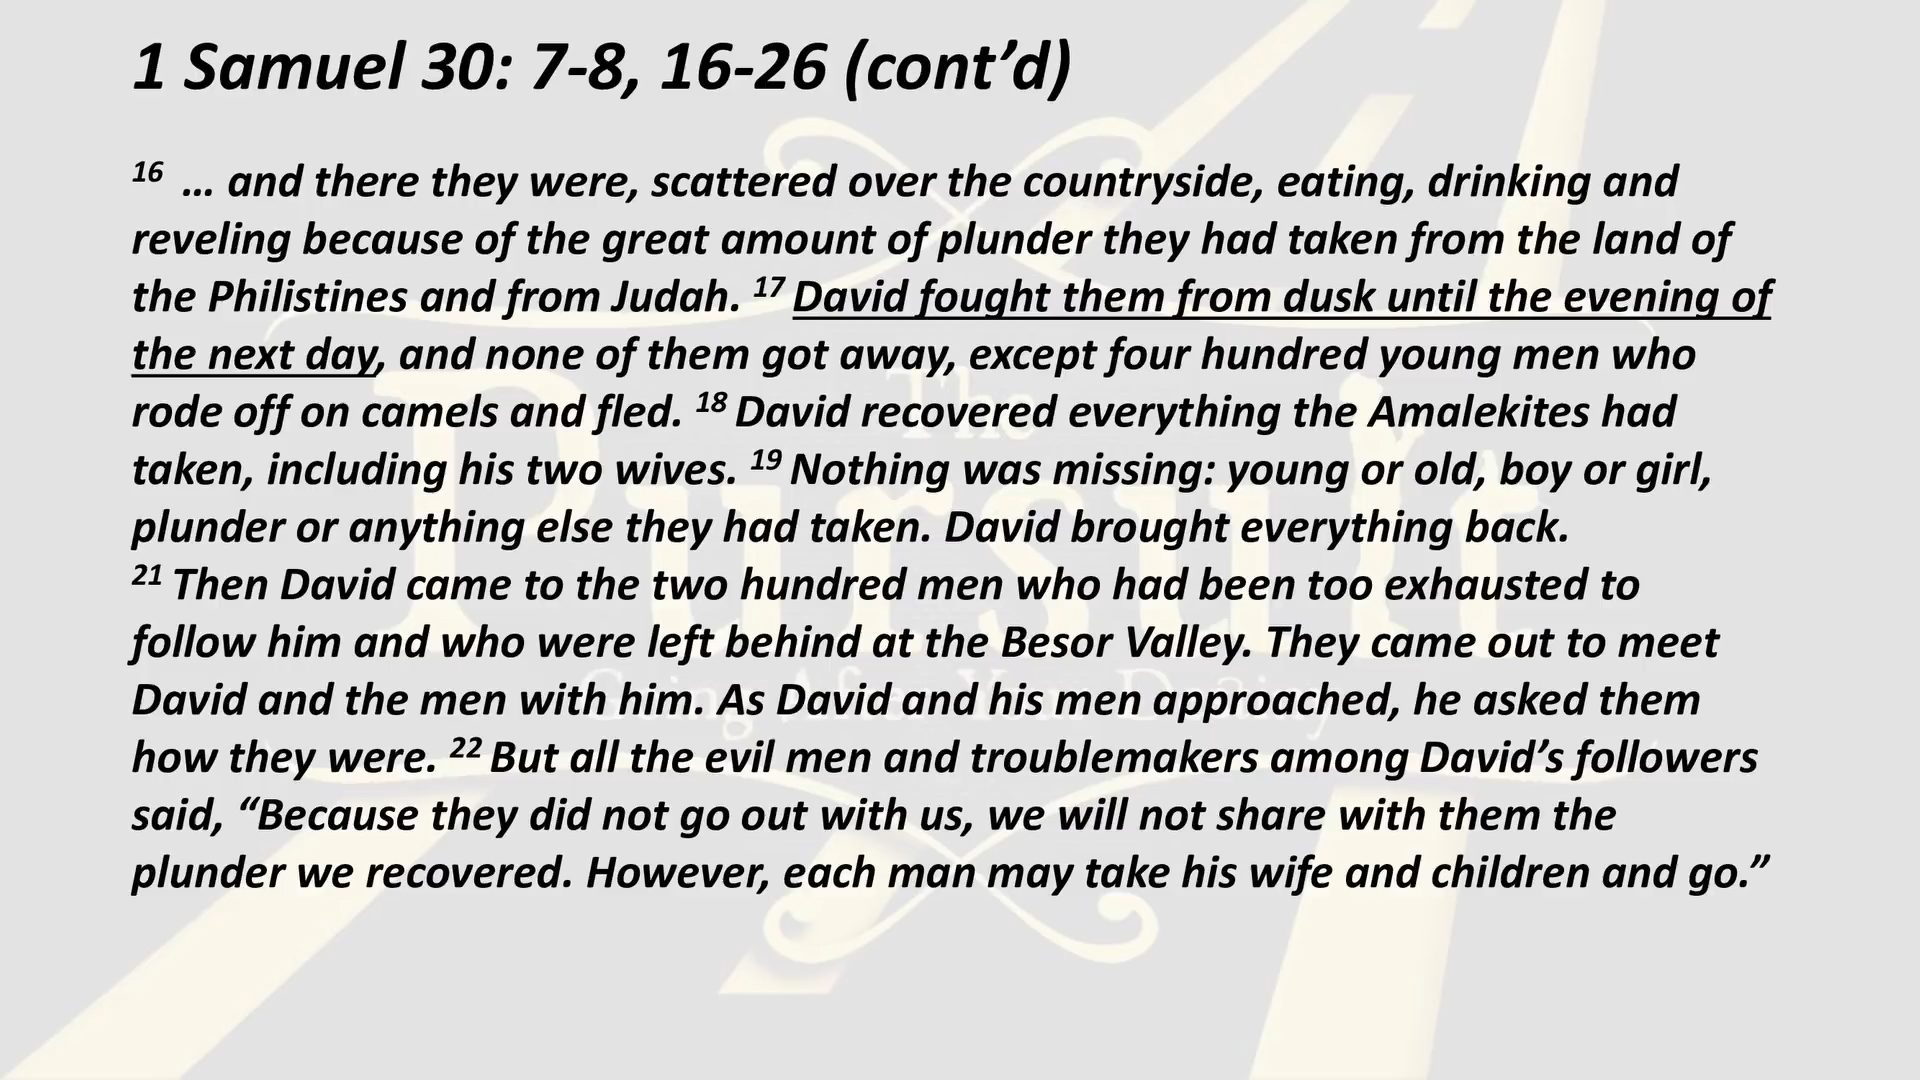 1 Samuel 30: 7-8, 16-26 (cont’d)
16 … and there they were, scattered over the countryside, eating, drinking and
reveling because of the great amount of plunder they had taken from the land of
the Philistines and from Judah. 17 David fought them from dusk until the evening of
the next day, and none of them got away, except four hundred young men who
rode off on camels and fled. 18 David recovered everything the Amalekites had
taken, including his two wives. 19 Nothing was missing: young or old, boy or girl,
plunder or anything else they had taken. David brought everything back.
21 Then David came to the two hundred men who had been too exhausted to
follow him and who were left behind at the Besor Valley. They came out to meet
David and the men with him. As David and his men approached, he asked them
how they were. 22 But all the evil men and troublemakers among David’s followers
said, “Because they did not go out with us, we will not share with them the
plunder we recovered. However, each man may take his wife and children and go.”
The
Pursuit
Going After Your